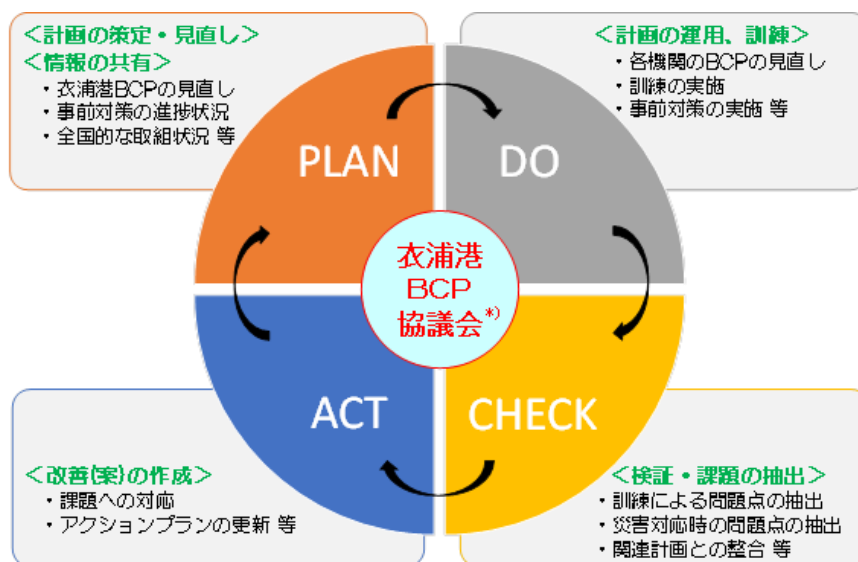 <計画の策定・見直し>
<情報の共有>
・衣浦港BCPの見直し
・事前対策の進捗状況
・全国的な取組状況 等
PLAN
<計画の運用、訓練>
・各機関のBCPの見直し
・訓練の実施
・事前対策の実施 等
DO
衣浦港
BCP
協議会*)
ACT
<改善(案)の作成>
・課題への対応
・アクションプランの更新 等
CHECK
<検証・課題の抽出>
・訓練による問題点の抽出
・災害対応時の問題点の抽出
・関連計画との整合 等